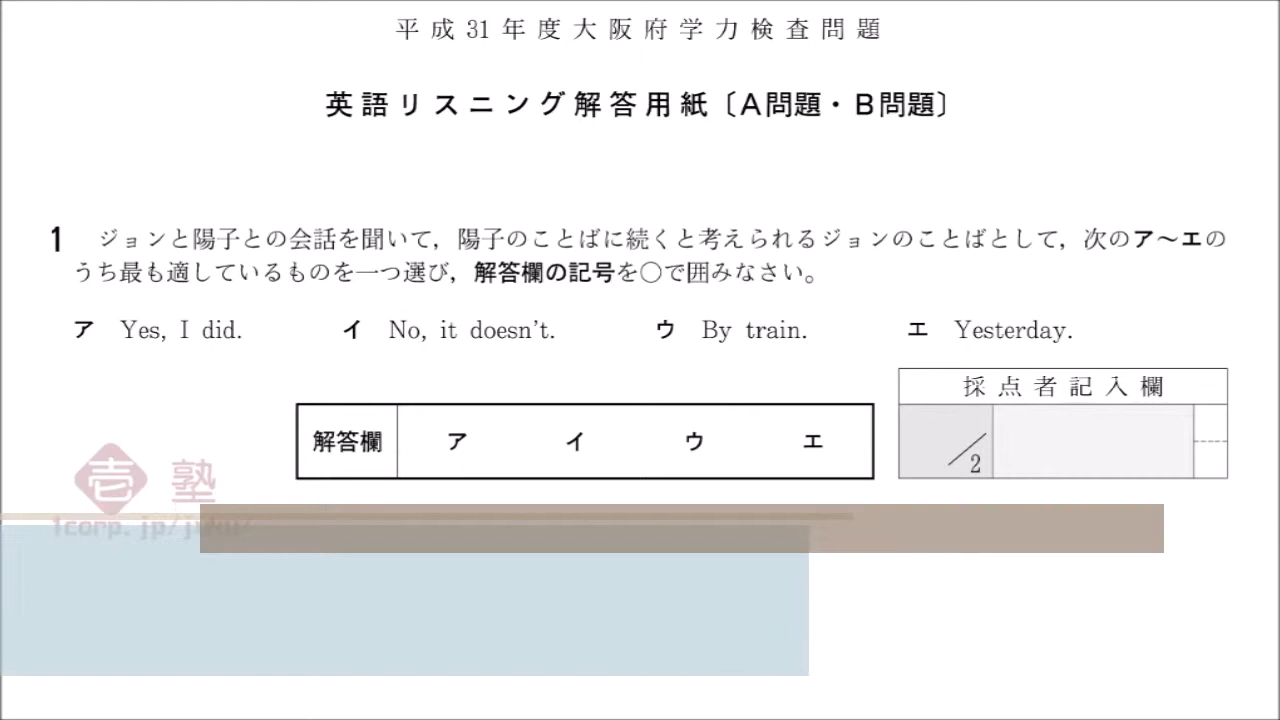 平成31年度大阪府学力検査問題
英語リスニング解答用紙〔A問題・B問題〕
1 ジョンと陽子との会話を聞いて，陽子のことばに続くと考えられるジョンのことばとして，次のア～エの
うち最も適しているものを一つ選び，解答欄の記号を○で囲みなさい。
ア Yes, I did. イ No, it doesn't. ウ By train. エ Yesterday.
採点者記入欄
解答欄 ア イ ウ エ
／2
壱塾
1corp.jp/